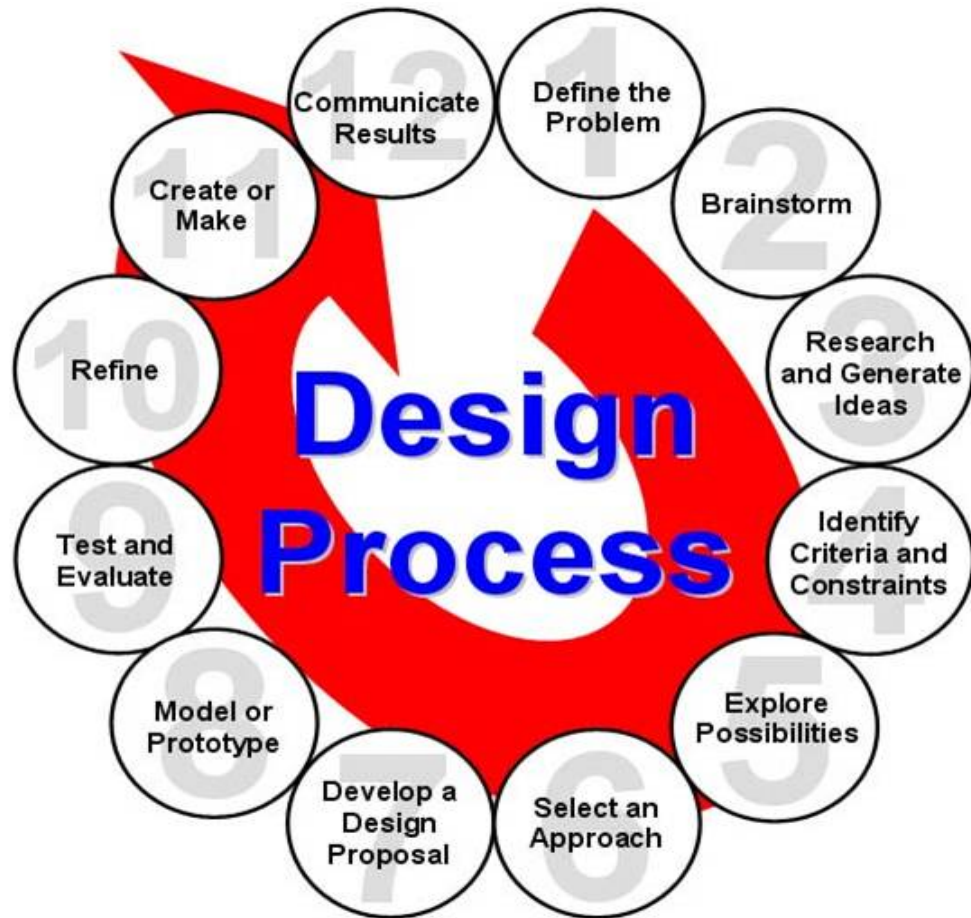 1
Define the
Problem
2
Brainstorm
3
Research
and Generate
Ideas
4
Identify
Criteria and
Constraints
5
Explore
Possibilities
6
Select an
Approach
7
Develop a
Design
Proposal
8
Model or
Prototype
9
Test and
Evaluate
10
Refine
11
Create or
Make
12
Communicate
Results
Design
Process